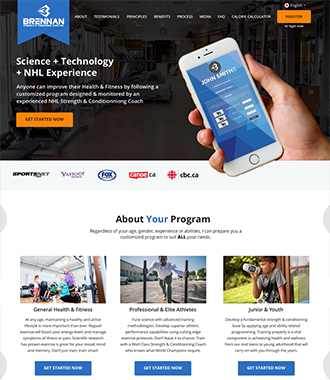 BRENNAN
English
ABOUT TESTIMONIALS PRINCIPLES BENEFITS PROCESS MEDIA FAQ CALORIE CALCULATOR
REGISTER
or login now
Science + Technology
+ NHL Experience
Anyone can improve their Health & Fitness by following a
customized program designed & monitored by an
experienced NHL Strength & Conditionning Coach
GET STARTED NOW
JOHN SMITH
SPORTSNET YAHOO! SPORTS FOX SPORTS canoe.ca cbc.ca
About Your Program
Regardless of your age, gender, experience or abilities, I can prepare you a
customized program to suit ALL your needs.
General Health & Fitness
At any age, maintaining a healthy and active
lifestyle is more important than ever. Regular
exercise will boost your energy levels and manage
symptoms of illness or pain. Scientific research
has proven exercise is great for your mood, mind
and memory. Don't just train, train smart.
GET STARTED NOW
Professional & Elite Athletes
Fuse science with advanced training
methodologies. Develop superior athletic
performance capabilities using cutting edge
exercise protocols. Don't leave it to chance. Train
with a Worl Class Strength & Conditioning Coach
who knows what World Champions require.
GET STARTED NOW
Junior & Youth
Develop a fundamental strength & conditioning
base by applying age and ability related
programming. Training properly is a vital
component in achieving health and wellness
from our rest teens to young adulthood that will
carry on with you through the years.
GET STARTED NOW